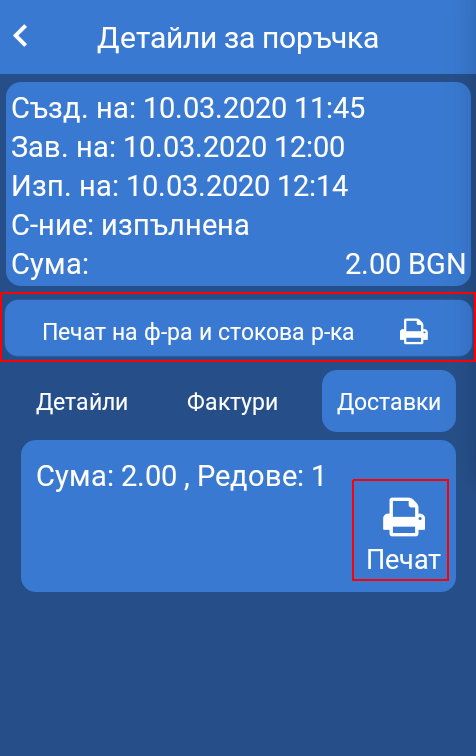 Детайли за поръчка
Създ. на: 10.03.2020 11:45
Зав. на: 10.03.2020 12:00
Изп. на: 10.03.2020 12:14
С-ние: изпълнена
Сума: 2.00 BGN
Печат на ф-ра и стокова р-ка
Детайли Фактури Доставки
Сума: 2.00 , Редове: 1
Печат